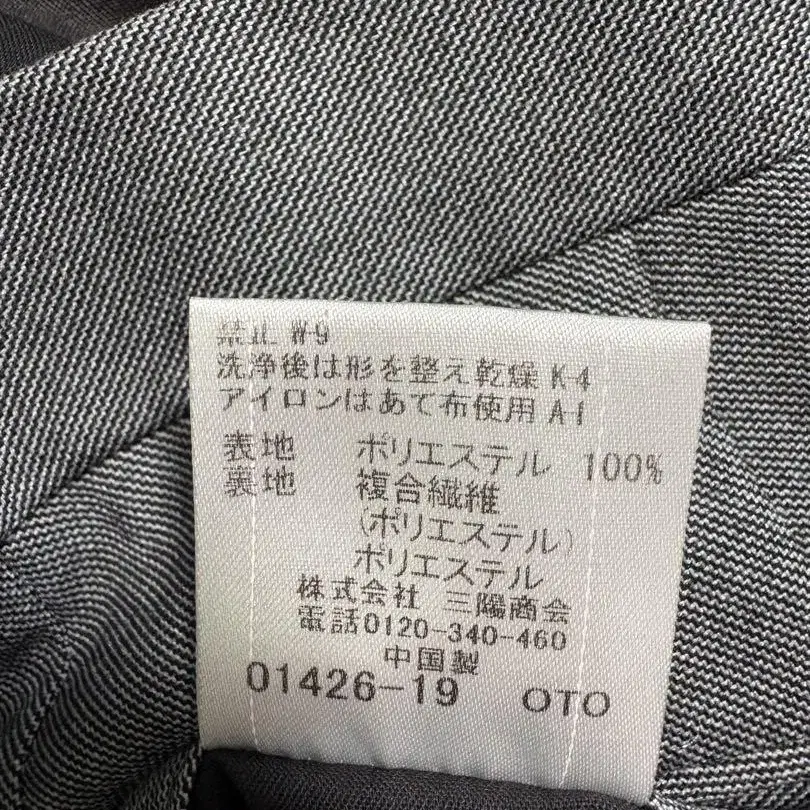 禁止 W-9
洗浄後は形を整え乾燥 K-4
アイロンはあて布使用 A-1
表地 ポリエステル 100%
裏地 複合繊維
(ポリエステル)
ポリエステル
株式会社 三陽商会
電話0120-340-460
中国製
01426-19 OTO